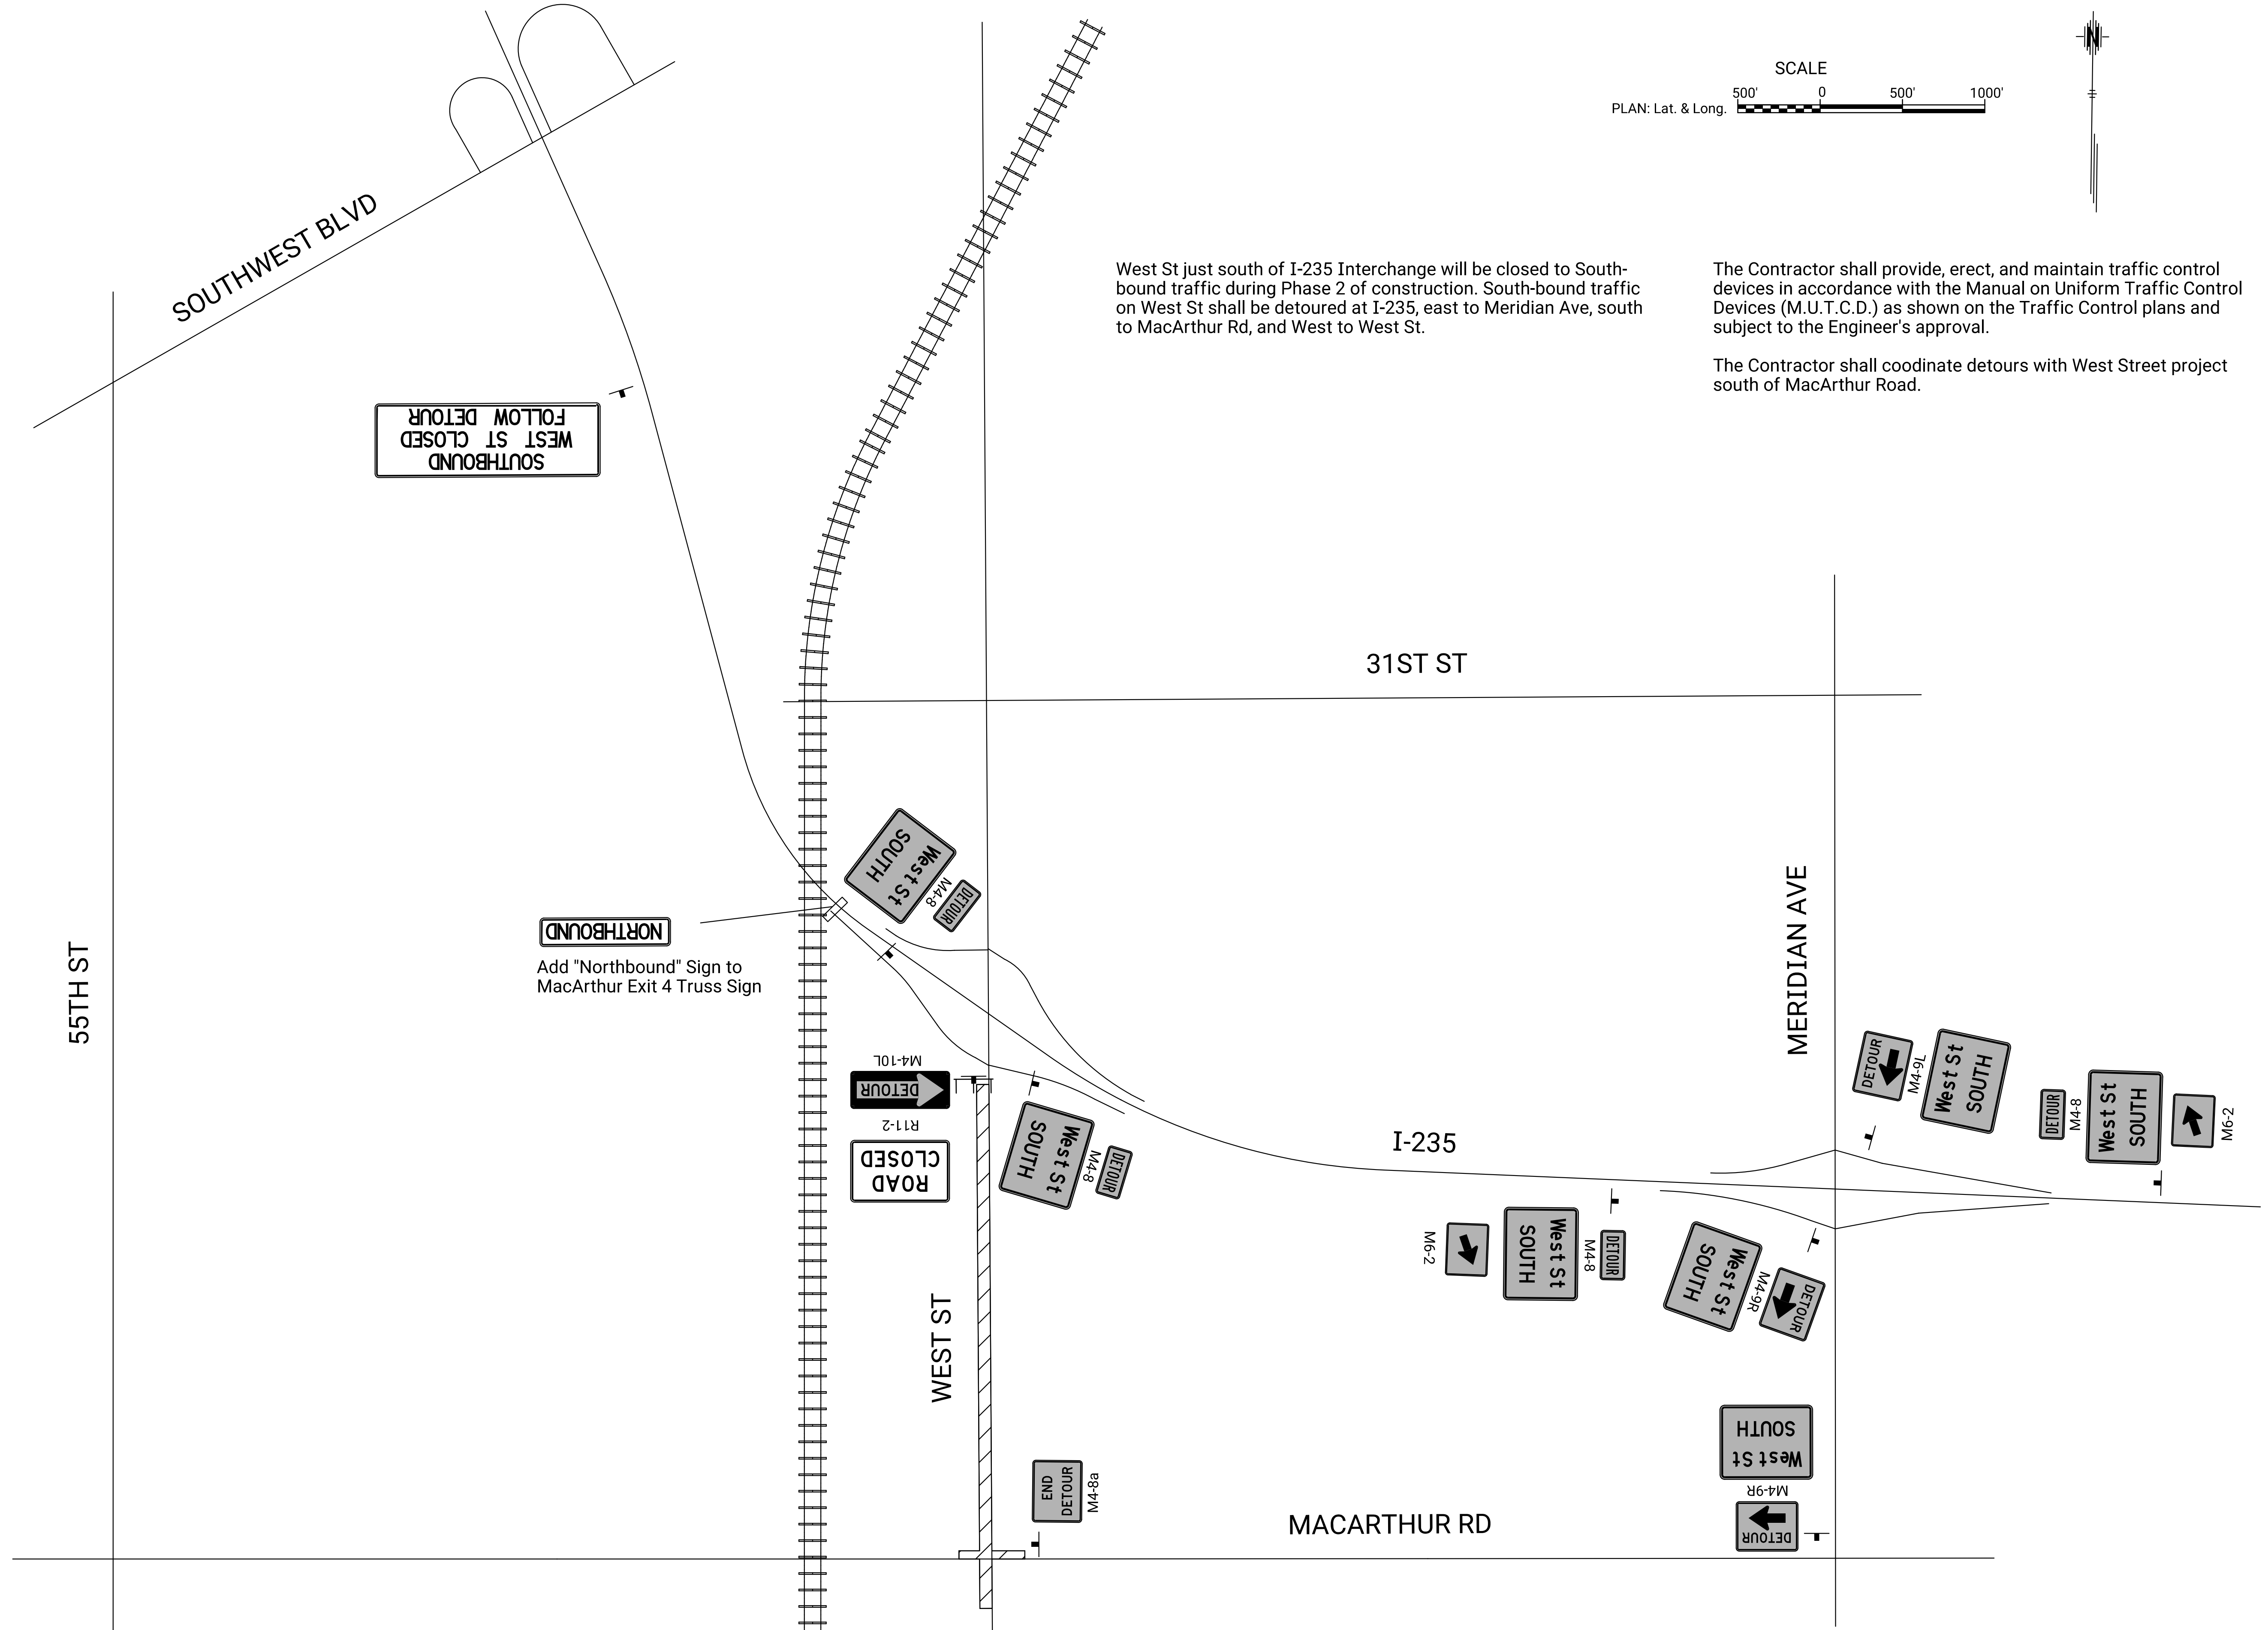 N
SCALE
500' 0 500' 1000'
PLAN: Lat. & Long.
SOUTHWEST BLVD
West St just south of I-235 Interchange will be closed to South-
bound traffic during Phase 2 of construction. South-bound traffic
on West St shall be detoured at I-235, east to Meridian Ave, south
to MacArthur Rd, and West to West St.
The Contractor shall provide, erect, and maintain traffic control
devices in accordance with the Manual on Uniform Traffic Control
Devices (M.U.T.C.D.) as shown on the Traffic Control plans and
subject to the Engineer's approval.
The Contractor shall coodinate detours with West Street project
south of MacArthur Road.
SOUTHBOUND
WEST ST CLOSED
FOLLOW DETOUR
31ST ST
55TH ST
DETOUR
M4-8
West St
SOUTH
NORTHBOUND
Add "Northbound" Sign to
MacArthur Exit 4 Truss Sign
MERIDIAN AVE
ROAD
CLOSED
R11-2
DETOUR
M4-10L
DETOUR
M4-8
West St
SOUTH
I-235
DETOUR
M4-9L
West St
SOUTH
DETOUR
M4-8
West St
SOUTH
M6-2
DETOUR
M4-8
West St
SOUTH
M6-2
DETOUR
M4-9R
West St
SOUTH
WEST ST
END
DETOUR
M4-8a
MACARTHUR RD
DETOUR
M4-9R
West St
SOUTH